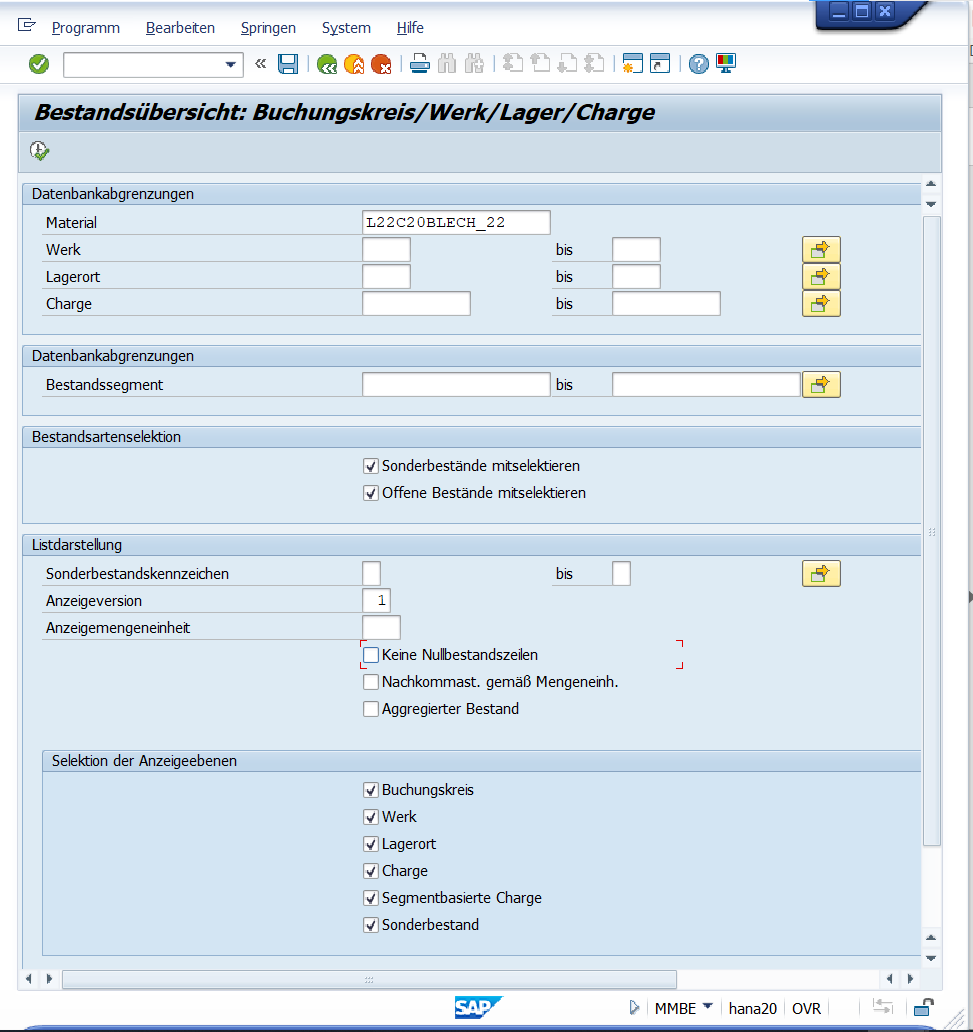 Programm Bearbeiten Springen System Hilfe
Bestandsübersicht: Buchungskreis/Werk/Lager/Charge
Datenbankabgrenzungen
Material L22C20BLECH_22
Werk bis
Lagerort bis
Charge bis
Datenbankabgrenzungen
Bestandssegment bis
Bestandsartenselektion
Sonderbestände mitselektieren
Offene Bestände mitselektieren
Listdarstellung
Sonderbestandskennzeichen bis
Anzeigeversion 1
Anzeigemengeneinheit
Keine Nullbestandszeilen
Nachkommast. gemäß Mengeneinh.
Aggregierter Bestand
Selektion der Anzeigeebenen
Buchungskreis
Werk
Lagerort
Charge
Segmentbasierte Charge
Sonderbestand
SAP MMBE hana20 OVR